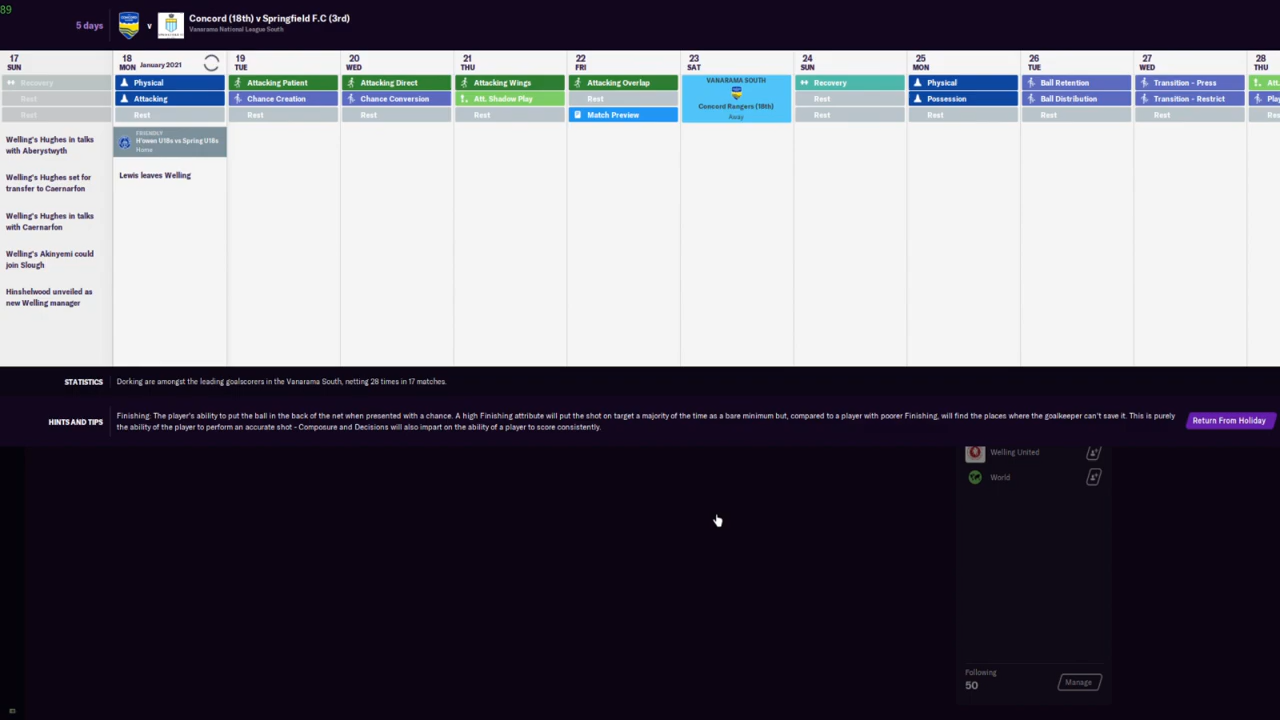 89
5 days
v
Concord (18th) v Springfield F.C (3rd)
Vanarama National League South
17
SUN
18
MON January 2021
19
TUE
20
WED
21
THU
22
FRI
23
SAT
24
SUN
25
MON
26
TUE
27
WED
28
THU
Recovery
Rest
Rest
Physical
Attacking
Rest
Attacking Patient
Chance Creation
Rest
Attacking Direct
Chance Conversion
Rest
Attacking Wings
Att. Shadow Play
Rest
Attacking Overlap
Rest
Match Preview
VANARAMA SOUTH
Concord Rangers (18th)
Away
Recovery
Rest
Rest
Physical
Possession
Rest
Ball Retention
Ball Distribution
Rest
Transition - Press
Transition - Restrict
Rest
Att.
Play
Res
Welling's Hughes in talks
with Aberystwyth
Welling's Hughes set for
transfer to Caernarfon
Welling's Hughes in talks
with Caernarfon
Welling's Akinyemi could
join Slough
Hinshelwood unveiled as
new Welling manager
FRIENDLY
H'owen U18s vs Spring U18s
Home
Lewis leaves Welling
STATISTICS
Dorking are amongst the leading goalscorers in the Vanarama South, netting 28 times in 17 matches.
HINTS AND TIPS
Finishing: The player's ability to put the ball in the back of the net when presented with a chance. A high Finishing attribute will put the shot on target a majority of the time as a bare minimum but, compared to a player with poorer Finishing, will find the places where the goalkeeper can't save it. This is purely
the ability of the player to perform an accurate shot - Composure and Decisions will also impart on the ability of a player to score consistently.
Return From Holiday
Welling United
World
Following
50
Manage